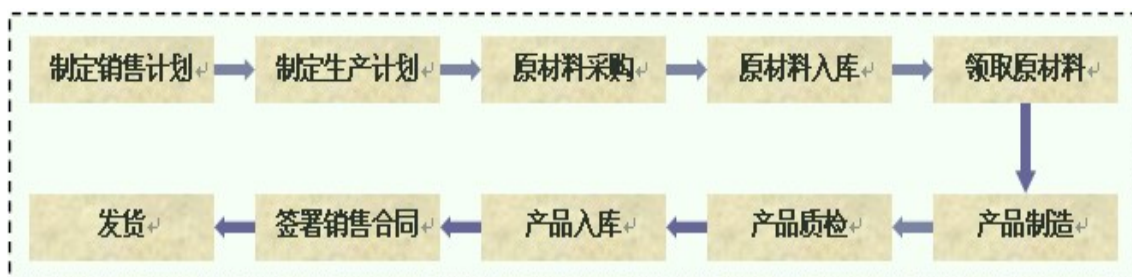 制定销售计划
制定生产计划
原材料采购
原材料入库
领取原材料
产品制造
产品质检
产品入库
签署销售合同
发货